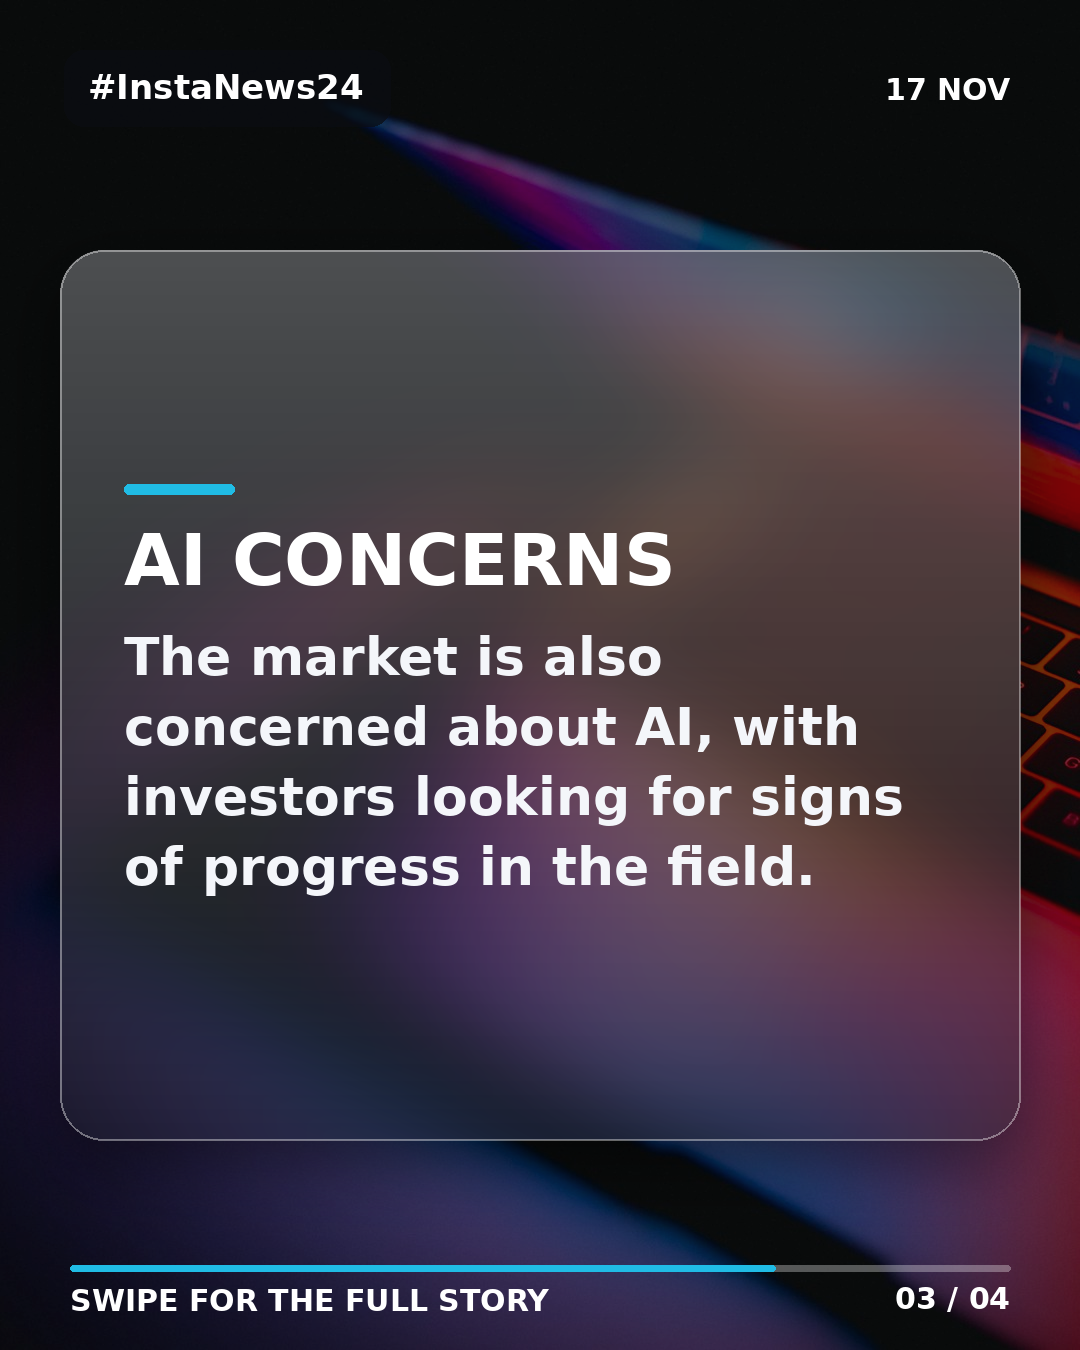 #InstaNews24
17 NOV
AI CONCERNS
The market is also
concerned about AI, with
investors looking for signs
of progress in the field.
SWIPE FOR THE FULL STORY
03 / 04